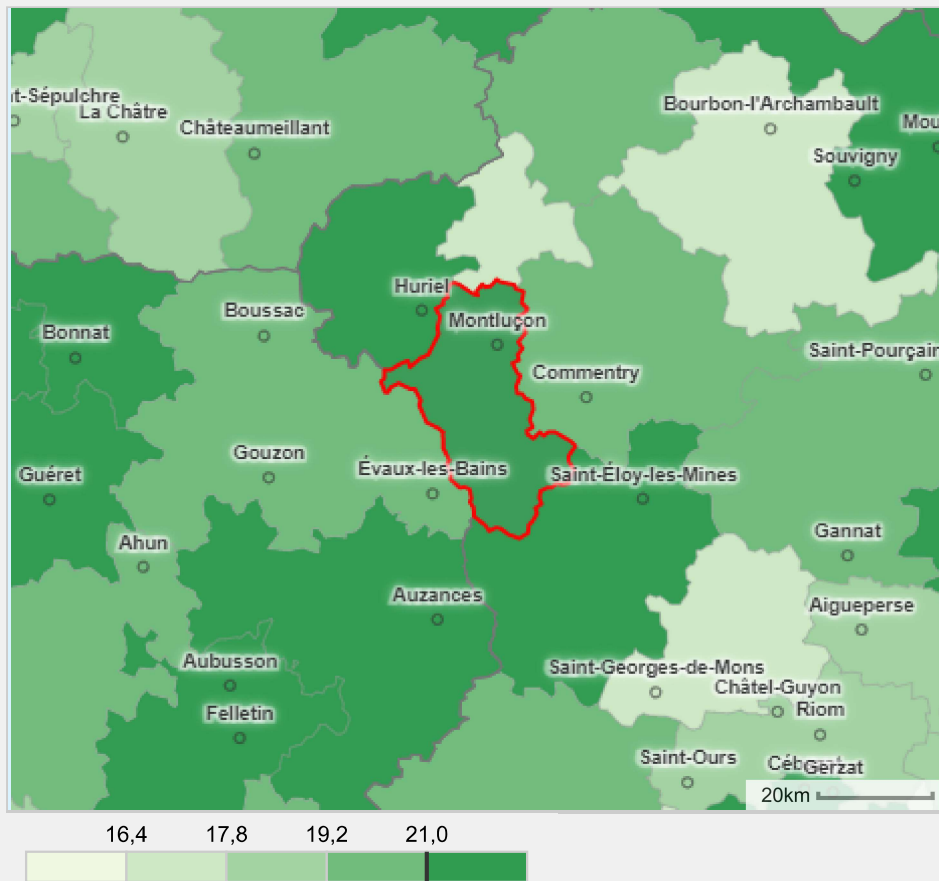 nt-Sépulchre
La Châtre
Châteaumeillant
Bourbon-l'Archambault
Mou
Souvigny
Huriel
Boussac
Montluçon
Bonnat
Saint-Pourçain
Commentry
Gouzon
Évaux-les-Bains
Guéret
Saint-Éloy-les-Mines
Gannat
Ahun
Auzances
Aigueperse
Aubusson
Saint-Georges-de-Mons
Châtel-Guyon
Felletin
Riom
Saint-Ours
Gerzat
20km
16,4 17,8 19,2 21,0